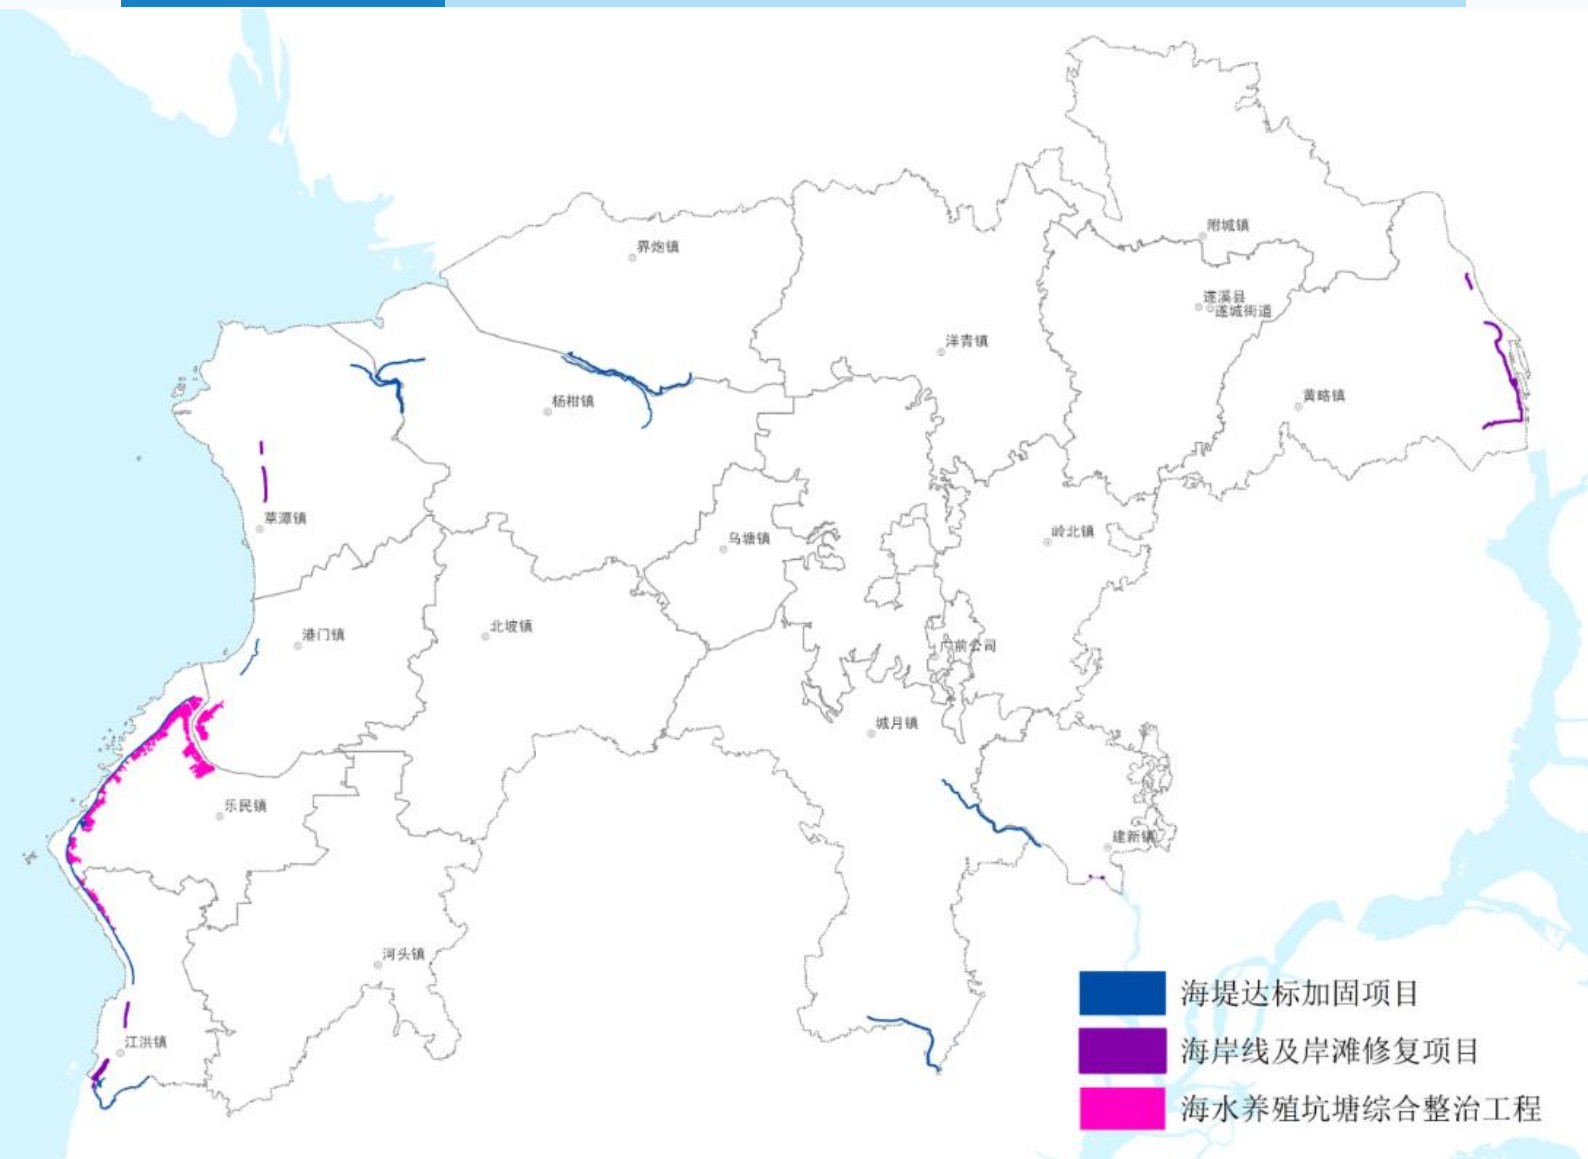 附城镇
界炮镇
遂溪县
遂城街道
洋青镇
杨柑镇
黄略镇
草潭镇
岭北镇
乌塘镇
北坡镇
港门镇
门前公司
城月镇
乐民镇
建新镇
河头镇
江洪镇
海堤达标加固项目
海岸线及岸滩修复项目
海水养殖坑塘综合整治工程